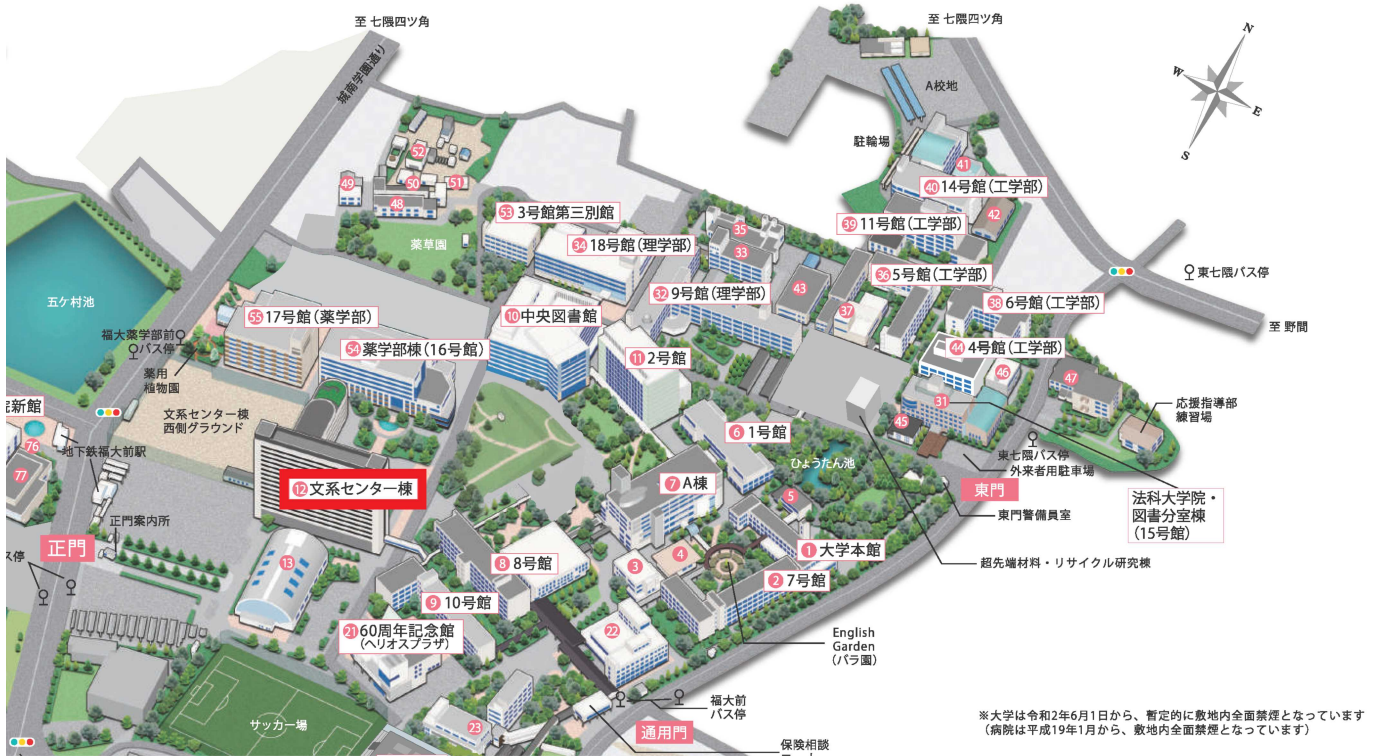 至 七隈四ツ角
至 七隈四ツ角
城南学園通り
A校地
駐輪場
N
W
E
S
52
49
50
51
48
薬草園
53 3号館第三別館
34 18号館(理学部)
35
33
41
40 14号館(工学部)
42
39 11号館(工学部)
36 5号館(工学部)
43
37
32 9号館(理学部)
38 6号館(工学部)
東七隈バス停
至 野間
五ケ村池
福大薬学部前
バス停
薬用
植物園
55 17号館(薬学部)
54 薬学部棟(16号館)
10 中央図書館
11 2号館
44 4号館(工学部)
46
47
31
45
応援指導部
練習場
文系センター棟
西側グラウンド
院新館
76
77
地下鉄福大前駅
12 文系センター棟
6 1号館
ひょうたん池
7 A棟
5
東七隈バス停
外来者用駐車場
東門
東門警備員室
法科大学院・
図書分室棟
(15号館)
正門案内所
正門
ス停
13
8 8号館
3
4
1 大学本館
2 7号館
超先端材料・リサイクル研究棟
9 10号館
21 60周年記念館
(ヘリオスプラザ)
22
English
Garden
(バラ園)
サッカー場
23
福大前
バス停
通用門
保険相談
※大学は令和2年6月1日から、暫定的に敷地内全面禁煙となっています
(病院は平成19年1月から、敷地内全面禁煙となっています)